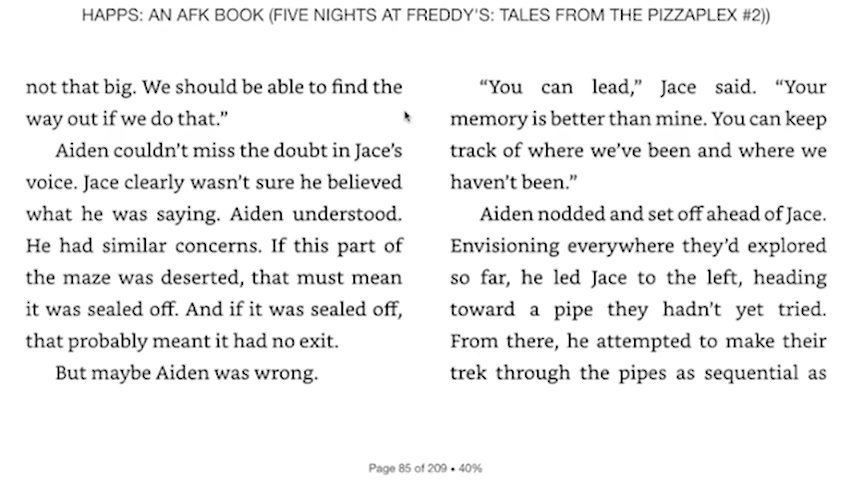 HAPPS: AN AFK BOOK (FIVE NIGHTS AT FREDDY'S: TALES FROM THE PIZZAPLEX #2))
not that big. We should be able to find the
way out if we do that.”
Aiden couldn’t miss the doubt in Jace’s
voice. Jace clearly wasn’t sure he believed
what he was saying. Aiden understood.
He had similar concerns. If this part of
the maze was deserted, that must mean
it was sealed off. And if it was sealed off,
that probably meant it had no exit.
But maybe Aiden was wrong.
“You can lead,” Jace said. “Your
memory is better than mine. You can keep
track of where we’ve been and where we
haven’t been.”
Aiden nodded and set off ahead of Jace.
Envisioning everywhere they’d explored
so far, he led Jace to the left, heading
toward a pipe they hadn’t yet tried.
From there, he attempted to make their
trek through the pipes as sequential as
Page 85 of 209 • 40%